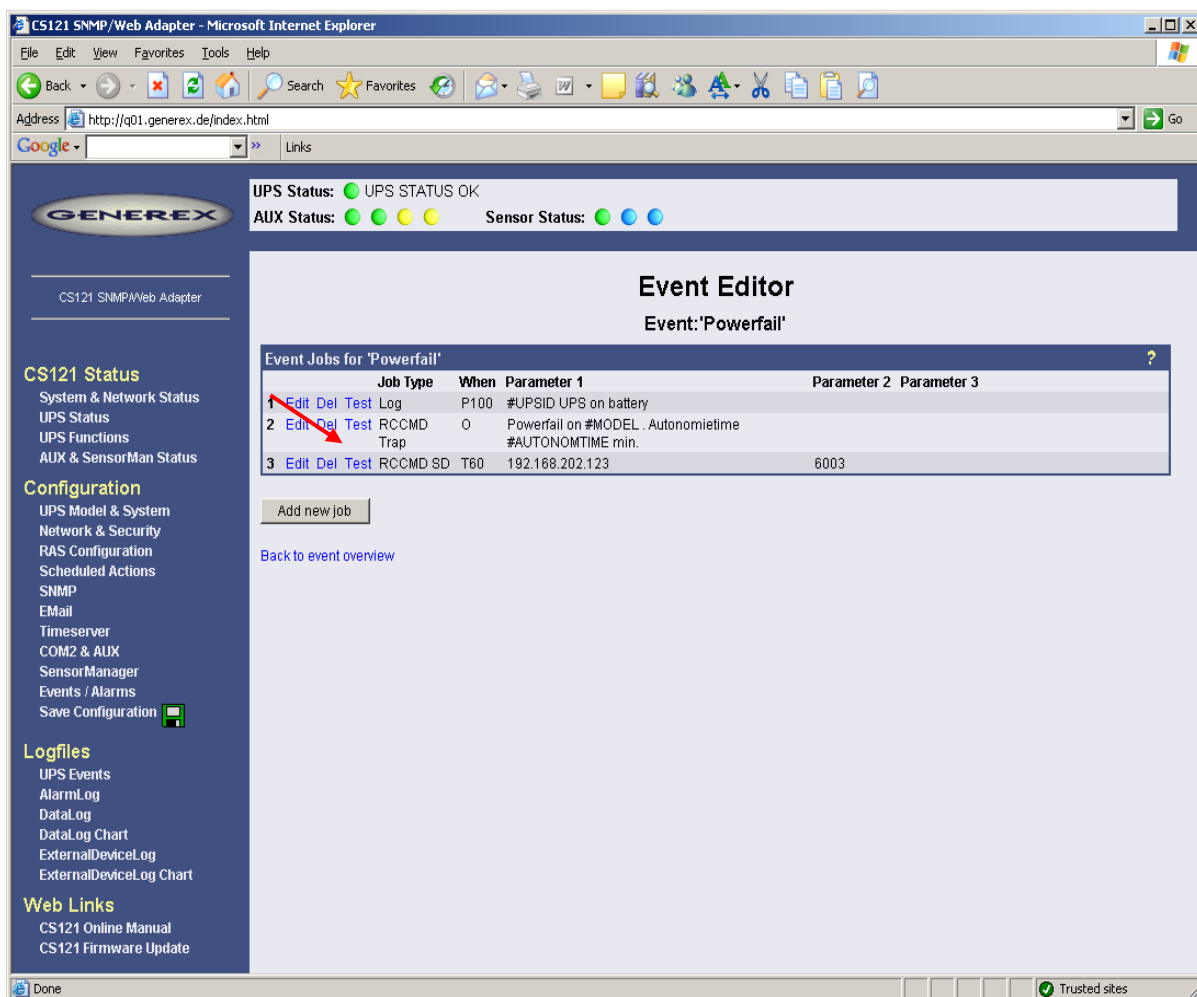 CS121 SNMP/Web Adapter - Microsoft Internet Explorer
File Edit View Favorites Tools Help
Back Search Favorites
Address http://q01.generex.de/index.html Go
Google Links
GENEREX
UPS Status: UPS STATUS OK
AUX Status: Sensor Status:
CS121 SNMP/Web Adapter
CS121 Status
System & Network Status
UPS Status
UPS Functions
AUX & SensorMan Status
Configuration
UPS Model & System
Network & Security
RAS Configuration
Scheduled Actions
SNMP
EMail
Timeserver
COM2 & AUX
SensorManager
Events / Alarms
Save Configuration
Logfiles
UPS Events
AlarmLog
DataLog
DataLog Chart
ExternalDeviceLog
ExternalDeviceLog Chart
Web Links
CS121 Online Manual
CS121 Firmware Update
Event Editor
Event:'Powerfail'
Event Jobs for 'Powerfail' ?
Job Type When Parameter 1 Parameter 2 Parameter 3
1 Edit Del Test Log P100 #UPSID UPS on battery
2 Edit Del Test RCCMD O Powerfail on #MODEL . Autonomietime
Trap #AUTONOMTIME min.
3 Edit Del Test RCCMD SD T60 192.168.202.123 6003
Add new job
Back to event overview
Done Trusted sites